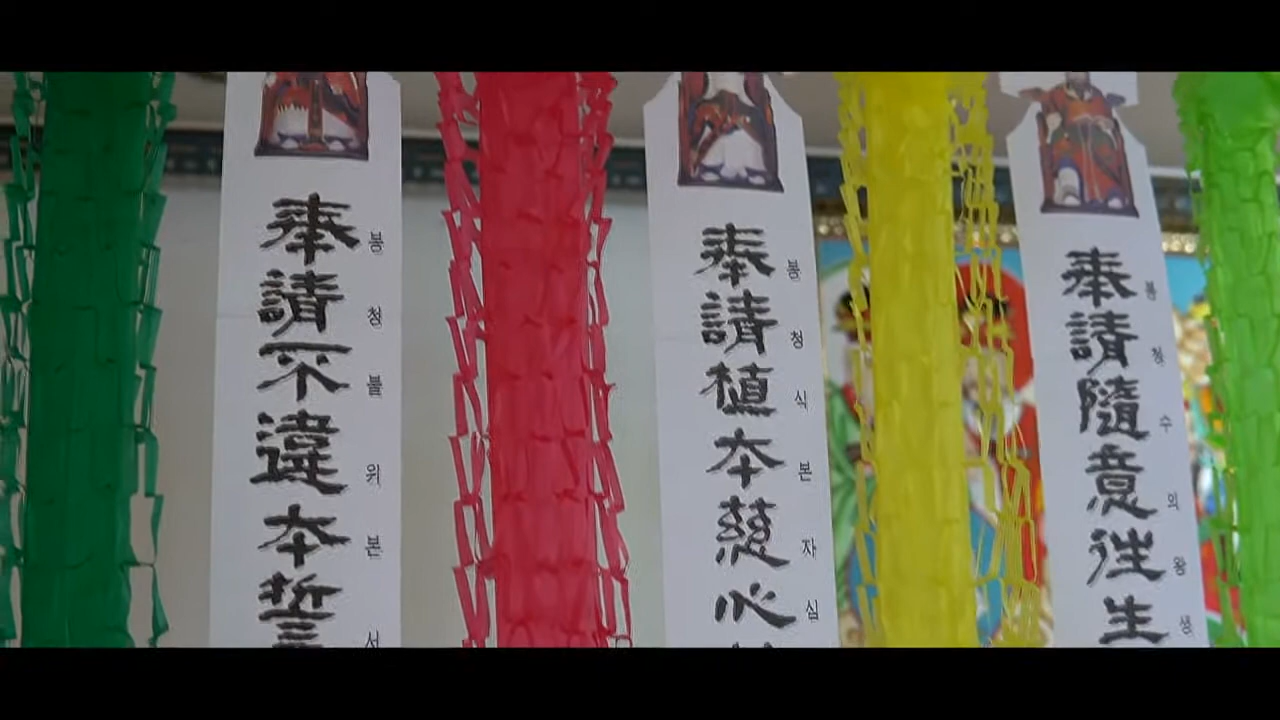 奉請不違本誓
봉청불위본서
奉請植本慈心
봉청식본자심
奉請隨意往生
봉청수의왕생